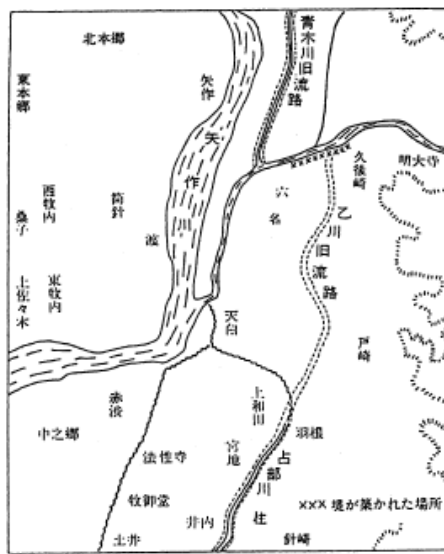 北本郷
東本郷
矢作
青木川旧流路
矢作川
西牧内
桑子
筒針
渡
六名
久後崎
明大寺
乙川旧流路
東牧内
上佐々木
天白
戸崎
赤渋
上和田
羽根
中之郷
法性寺
宮地
占部川
牧御堂
井内
柱
土井
針崎
××× 堤が築かれた場所